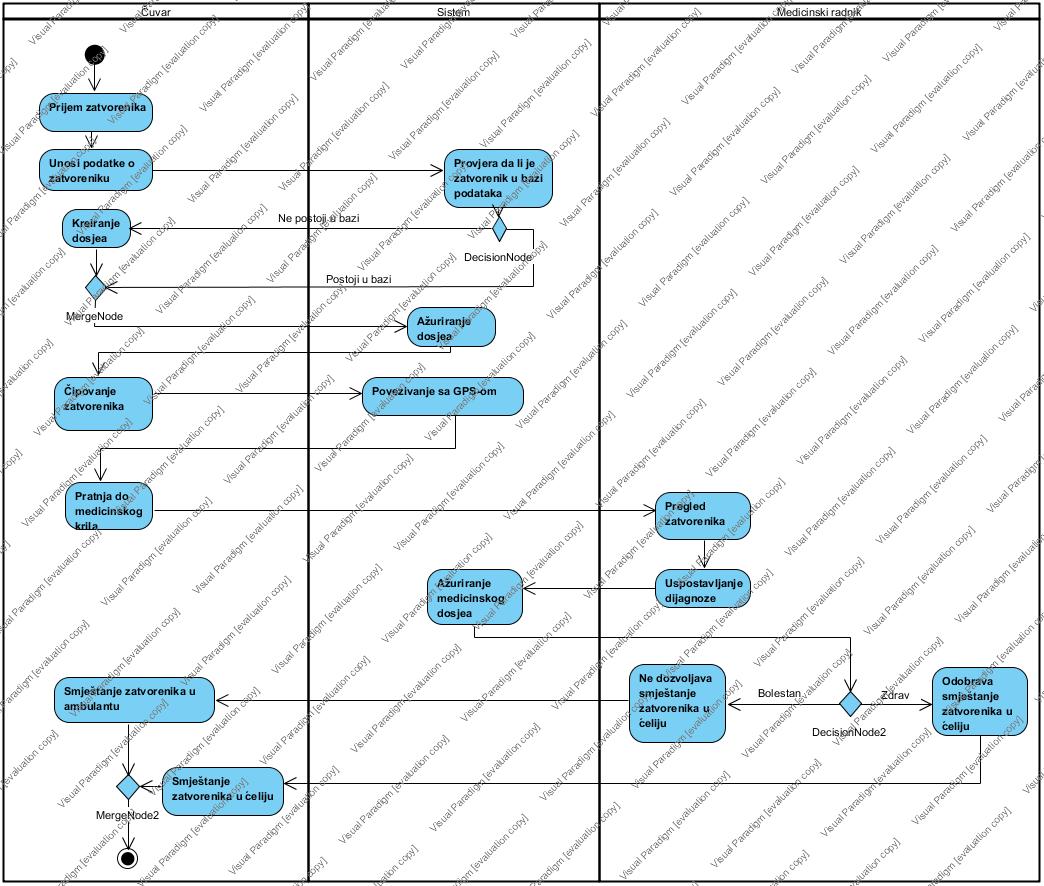 Čuvar
Sistem
Medicinski radnik
Prijem zatvorenika
Unosi podatke o
zatvoreniku
Provjera da li je
zatvorenik u bazi
podataka
Ne postoji u bazi
Kreiranje
dosjea
DecisionNode
Postoji u bazi
MergeNode
Ažuriranje
dosjea
Čipovanje
zatvorenika
Povezivanje sa GPS-om
Pratnja do
medicinskog
krila
Pregled
zatvorenika
Ažuriranje
medicinskog
dosjea
Uspostavljanje
dijagnoze
Smještanje zatvorenika u
ambulantu
Ne dozvoljava
smještanje
zatvorenika u
ćeliju
Bolestan
Zdrav
Odobrava
smještanje
zatvorenika u
ćeliju
DecisionNode2
Smještanje
zatvorenika u ćeliju
MergeNode2
Visual Paradigm [evaluation copy]